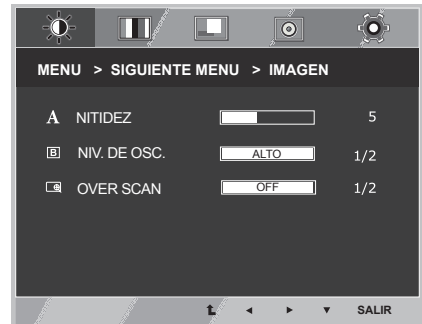 MENU > SIGUIENTE MENU > IMAGEN
A NITIDEZ 5
B NIV. DE OSC. ALTO 1/2
OVER SCAN OFF 1/2
SALIR